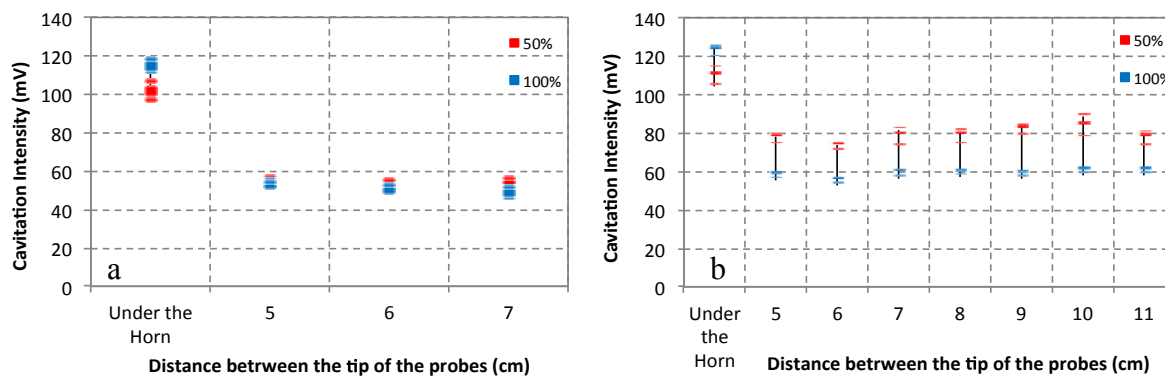 140
120
100
80
60
40
20
0
Cavitation Intensity (mV)
50%
100%
a
Under the
Horn
5
6
7
Distance betrween the tip of the probes (cm)
140
120
100
80
60
40
20
0
Cavitation Intensity (mV)
50%
100%
b
Under
the
Horn
5
6
7
8
9
10
11
Distance betrween the tip of the probes (cm)